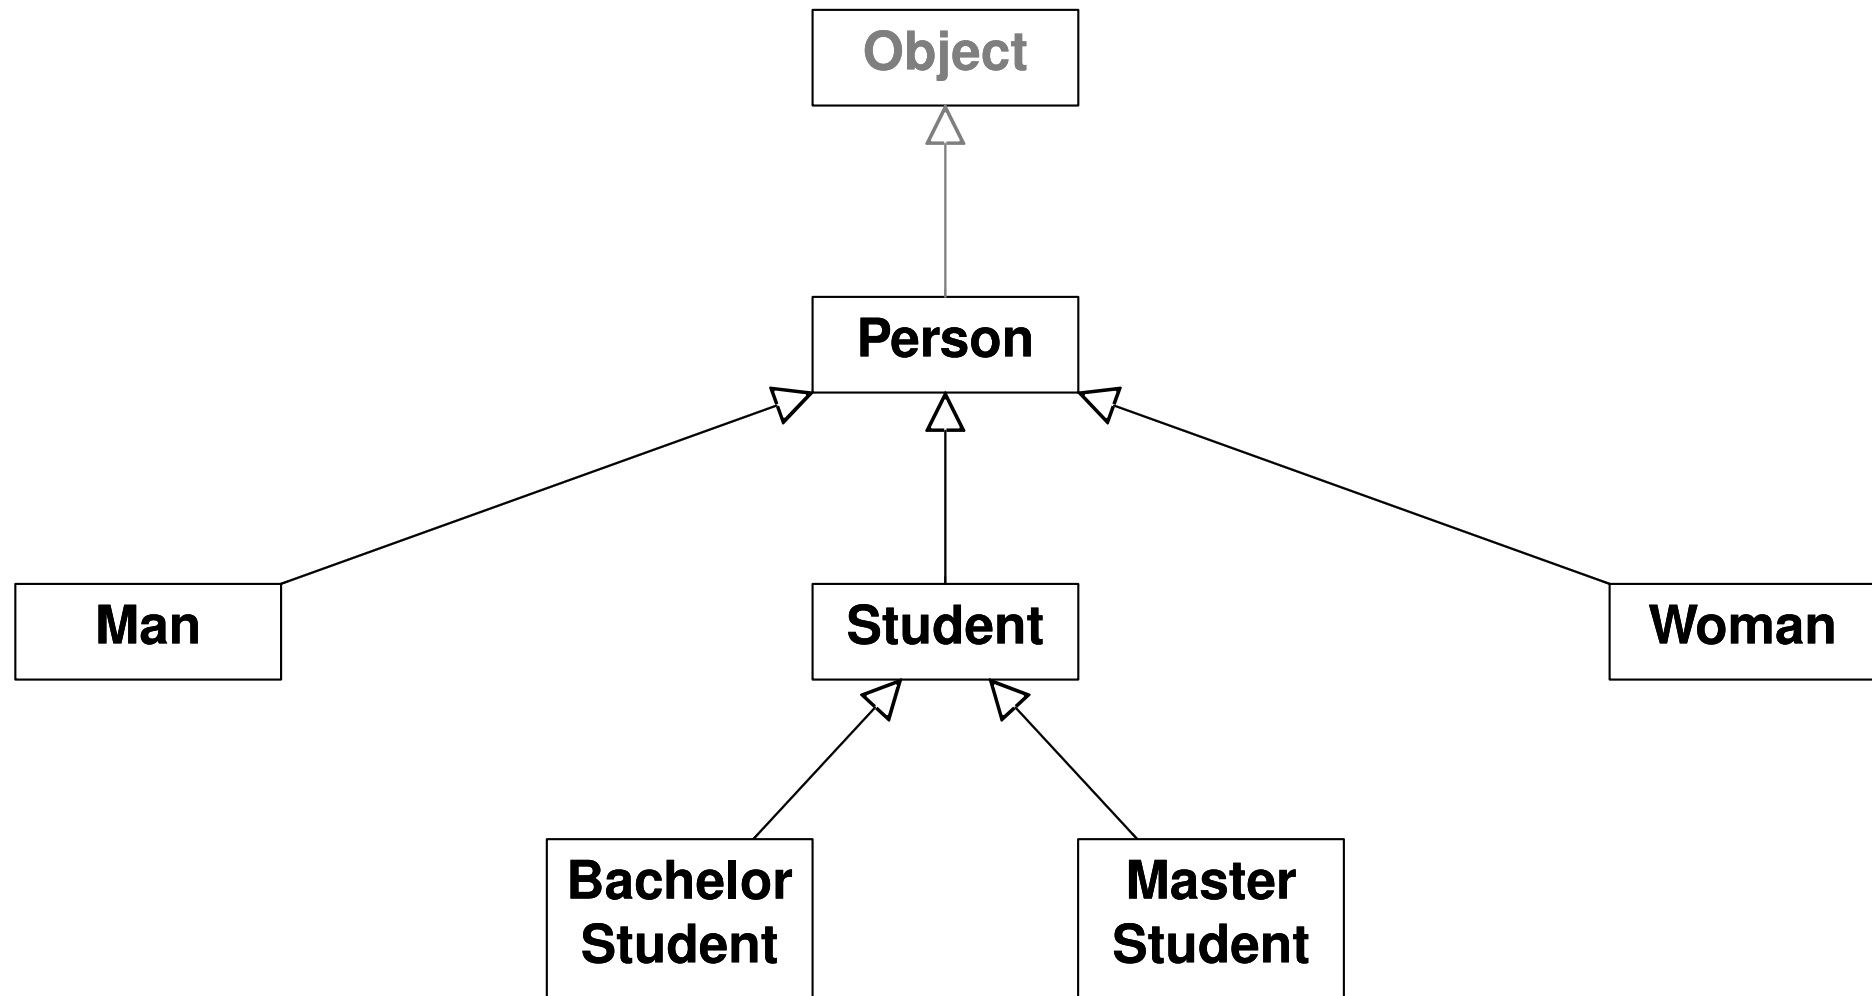 Object
Person
Man
Student
Woman
Bachelor
Student
Master
Student